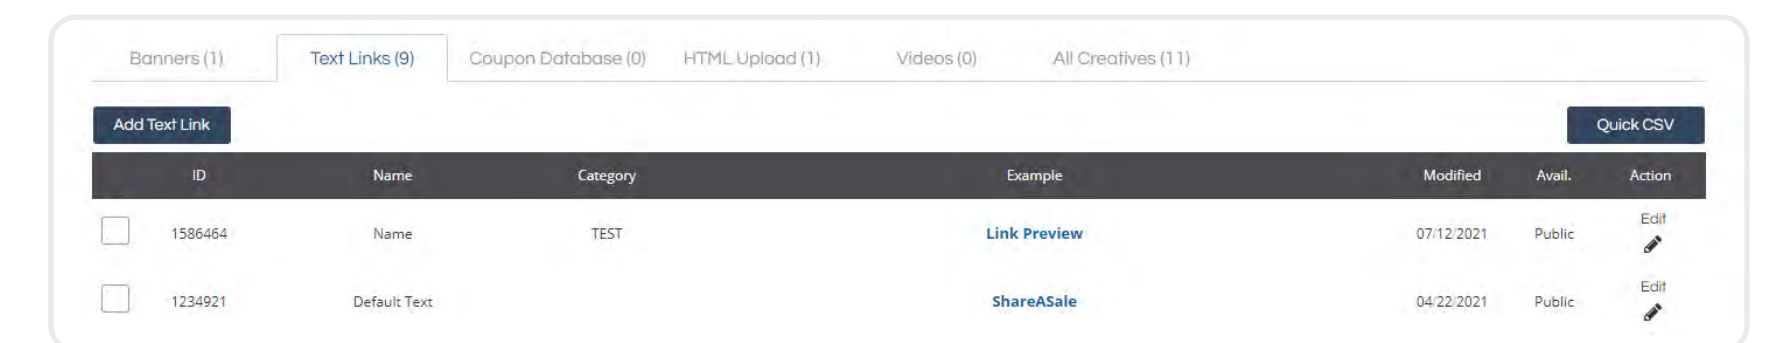 Banners (1) Text Links (9) Coupon Database (0) HTML Upload (1) Videos (0) All Creatives (11)
Add Text Link Quick CSV
ID Name Category Example Modified Avail. Action
1586464 Name TEST Link Preview 07/12/2021 Public Edit
1234921 Default Text ShareASale 04/22/2021 Public Edit